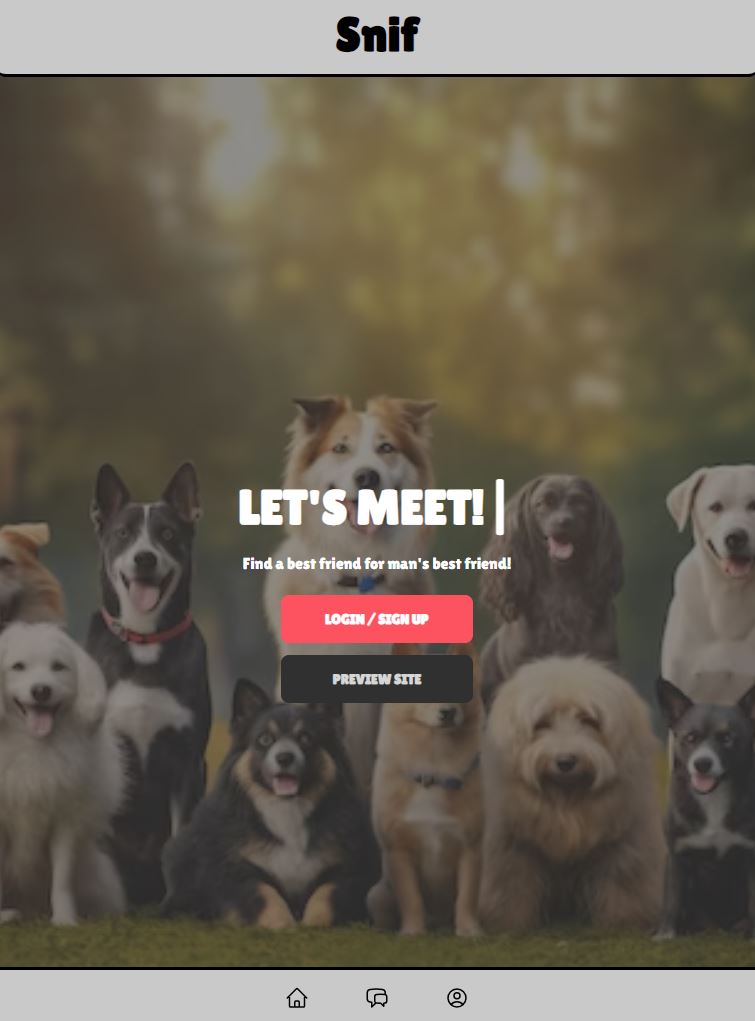 Snif
LET'S MEET! |
Find a best friend for man's best friend!
LOGIN / SIGN UP
PREVIEW SITE